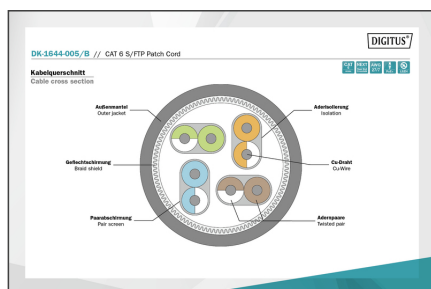 DIGITUS®
DK-1644-005/B // CAT 6 S/FTP Patch Cord
Kabelquerschnitt
Cable cross section
Außenmantel
Outer jacket
Aderisolierung
Isolation
Geflechtschirmung
Braid shield
Cu-Draht
Cu-Wire
Paarabschirmung
Pair screen
Adernpaare
Twisted pair